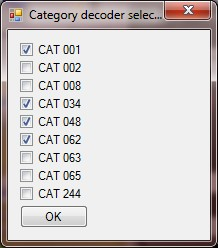 Category decoder selec...
CAT 001
CAT 002
CAT 008
CAT 034
CAT 048
CAT 062
CAT 063
CAT 065
CAT 244
OK